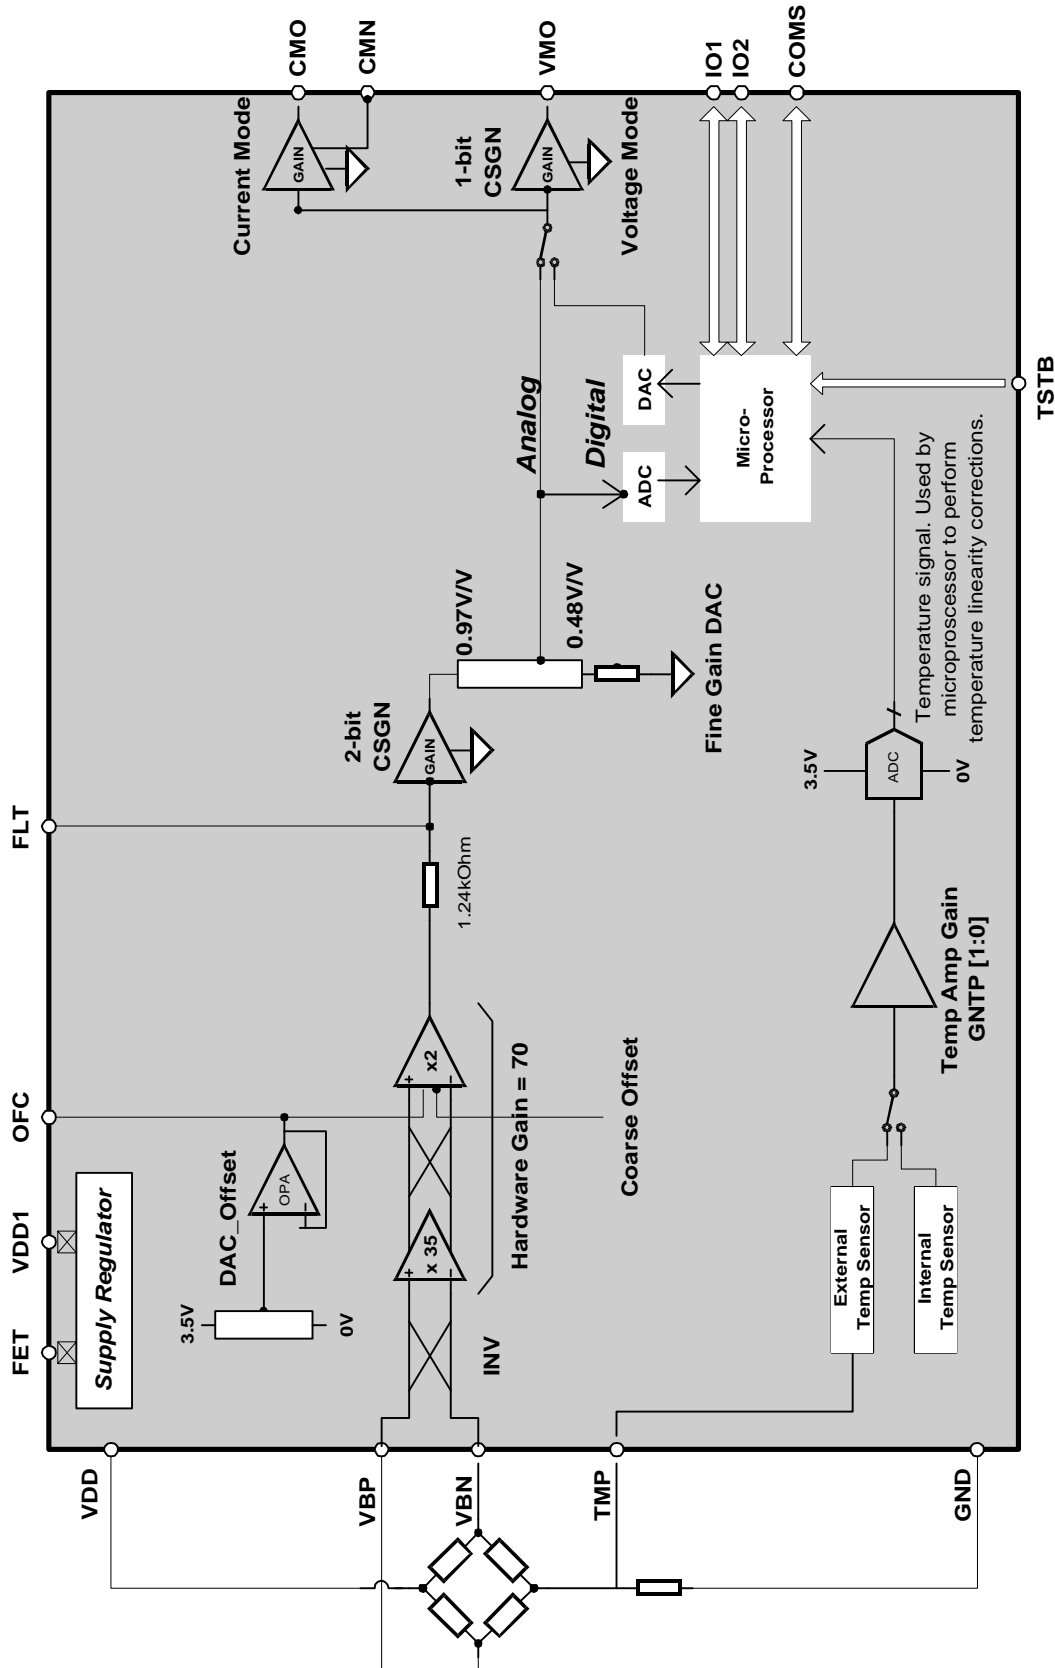 FET
VDD1
OFC
FLT
Supply Regulator
3.5V
0V
DAC_Offset
OPA
+
–
INV
+
–
x 35
+
–
x2
Hardware Gain = 70
Coarse Offset
1.24kOhm
2-bit
CSGN
GAIN
0.97V/V
0.48V/V
Fine Gain DAC
Analog
Digital
ADC
DAC
Micro-
Processor
Current Mode
GAIN
1-bit
CSGN
GAIN
Voltage Mode
CMO
CMN
VMO
IO1
IO2
COMS
VDD
VBP
VBN
TMP
GND
External
Temp Sensor
Internal
Temp Sensor
Temp Amp Gain
GNTP [1:0]
3.5V
ADC
0V
Temperature signal. Used by
microproscesser to perform
temperature linearity corrections.
TSTB